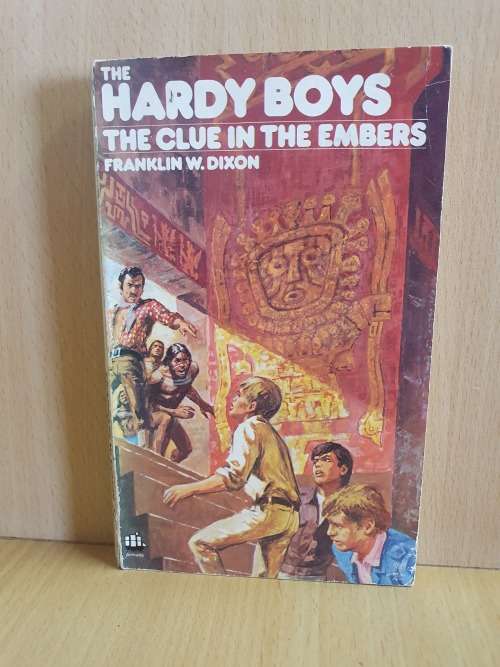 THE
HARDY BOYS
THE CLUE IN THE EMBERS
FRANKLIN W. DIXON